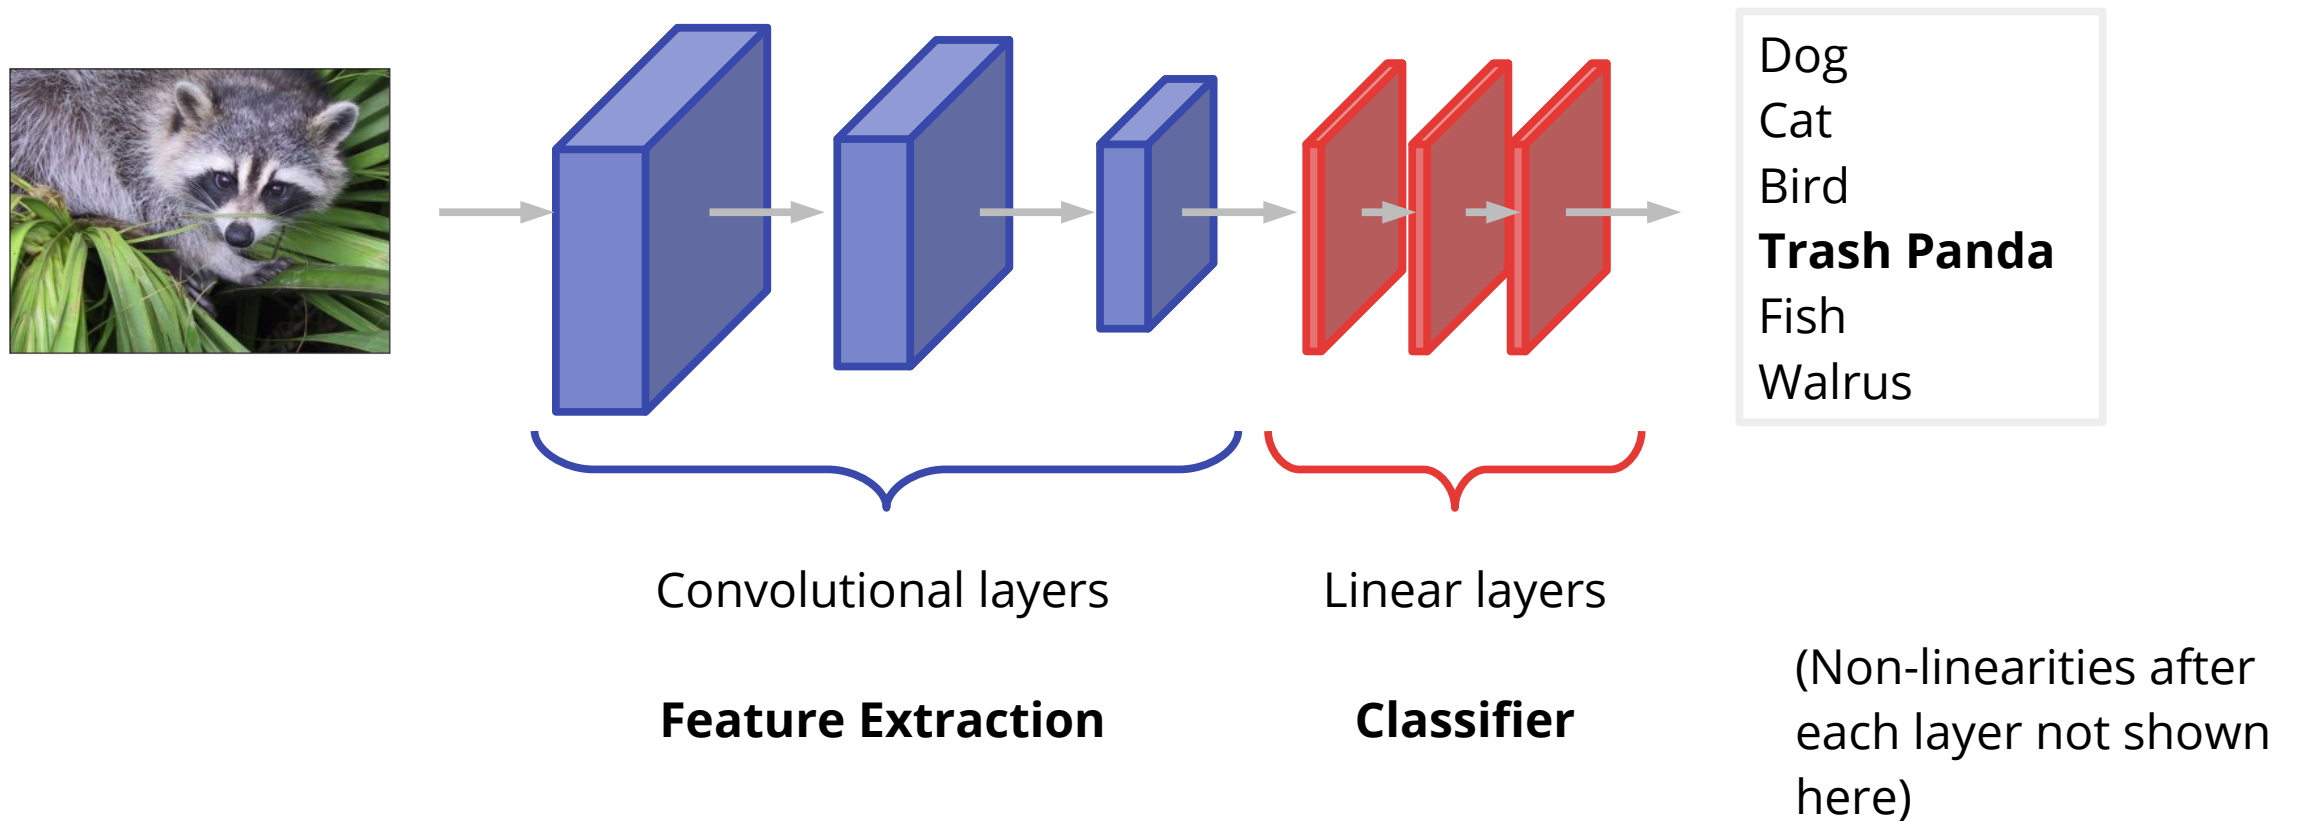 Dog
Cat
Bird
Trash Panda
Fish
Walrus
Convolutional layers
Linear layers
Feature Extraction
Classifier
(Non-linearities after
each layer not shown
here)